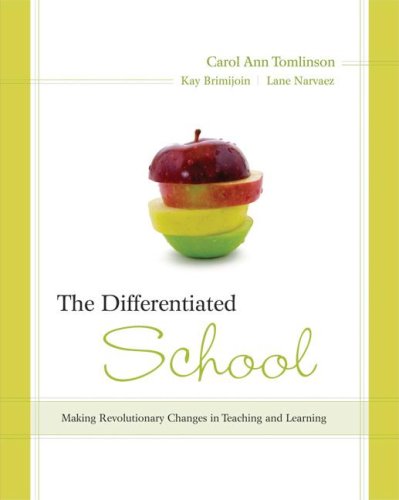 Carol Ann Tomlinson
Kay Brimijoin | Lane Narvaez
The Differentiated
School
Making Revolutionary Changes in Teaching and Learning